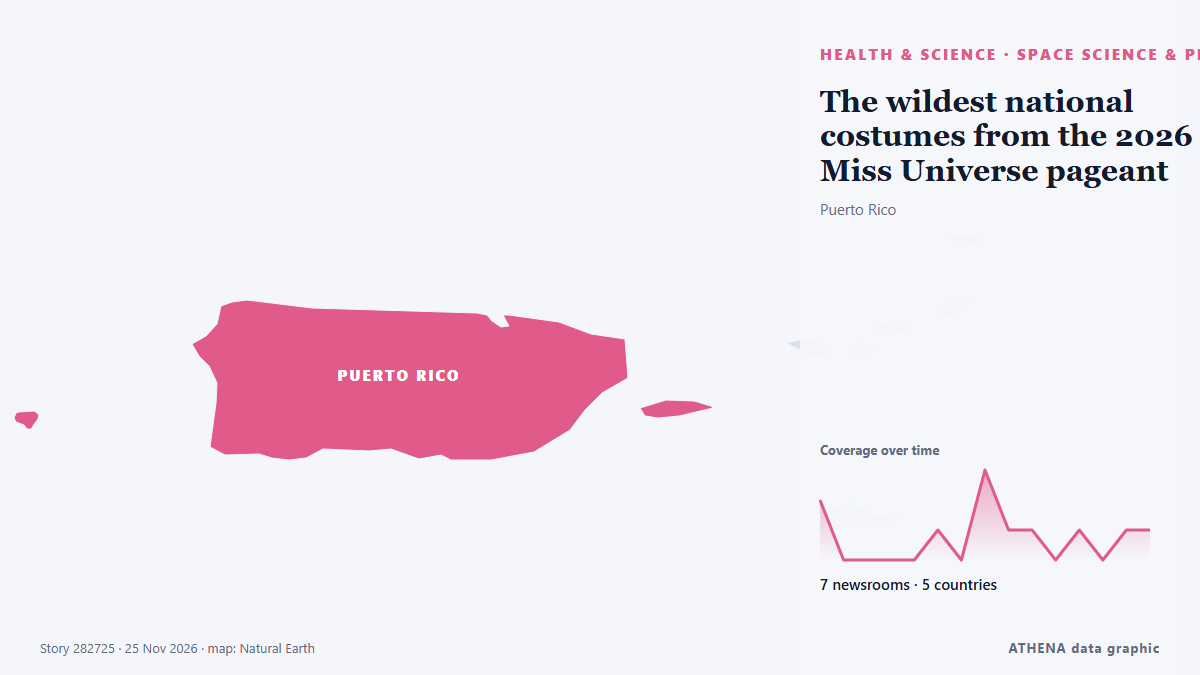 HEALTH & SCIENCE · SPACE SCIENCE &
The wildest national
costumes from the 2026
Miss Universe pageant
Puerto Rico
PUERTO RICO
Coverage over time
7 newsrooms · 5 countries
Story 282725 · 25 Nov 2026 · map: Natural Earth
ATHENA data graphic